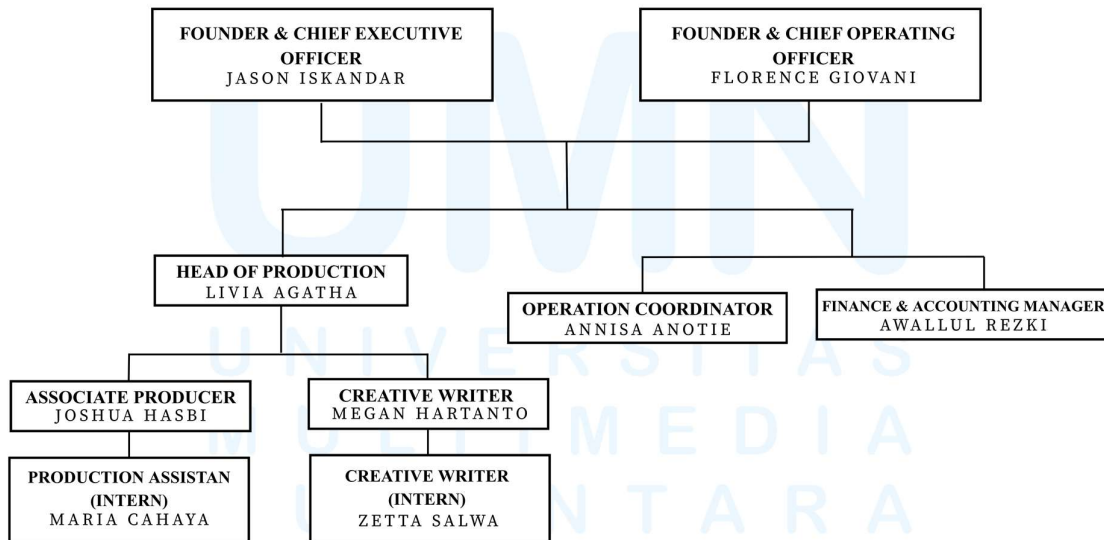 FOUNDER & CHIEF EXECUTIVE
OFFICER
JASON ISKANDAR
FOUNDER & CHIEF OPERATING
OFFICER
FLORENCE GIOVANI
HEAD OF PRODUCTION
LIVIA AGATHA
OPERATION COORDINATOR
ANNISA ANOTIE
FINANCE & ACCOUNTING MANAGER
AWALLUL REZKI
ASSOCIATE PRODUCER
JOSHUA HASBI
CREATIVE WRITER
MEGAN HARTANTO
PRODUCTION ASSISTAN
(INTERN)
MARIA CAHAYA
CREATIVE WRITER
(INTERN)
ZETTA SALWA
UMN
UNIVERSITAS
MULTIMEDIA